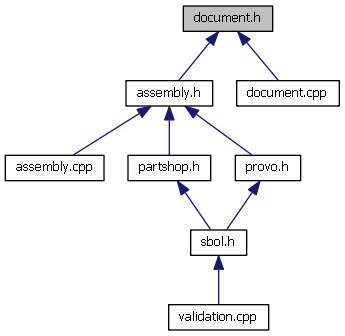 document.h
assembly.h
document.cpp
assembly.cpp
partshop.h
provo.h
sbol.h
validation.cpp